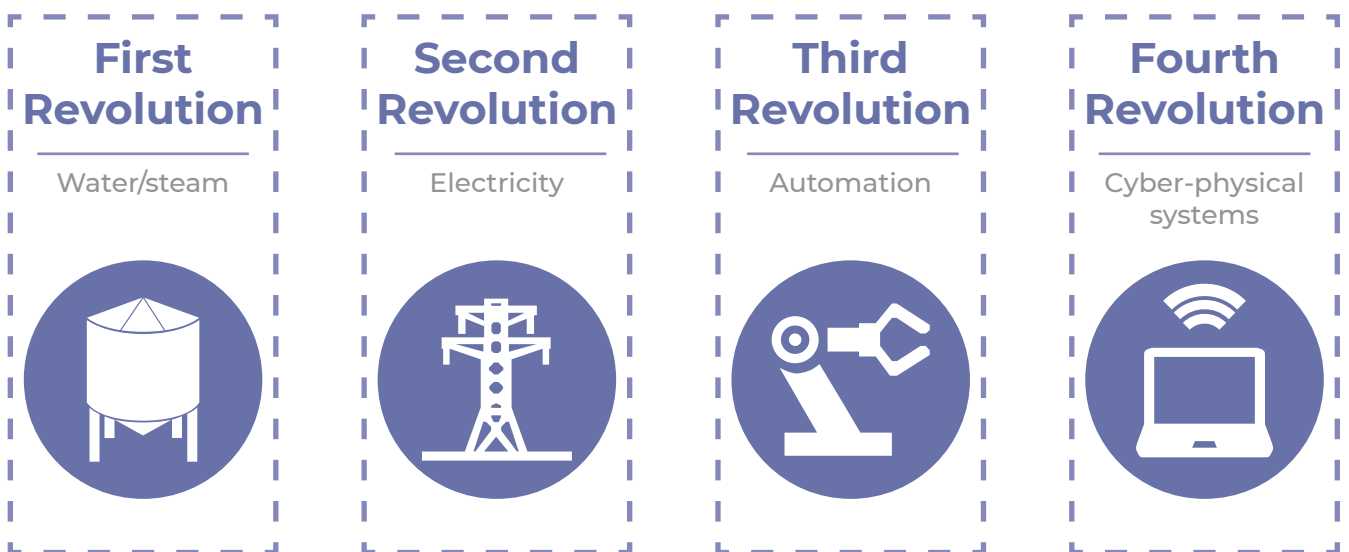 First
Revolution
Water/steam
Second
Revolution
Electricity
Third
Revolution
Automation
Fourth
Revolution
Cyber-physical
systems